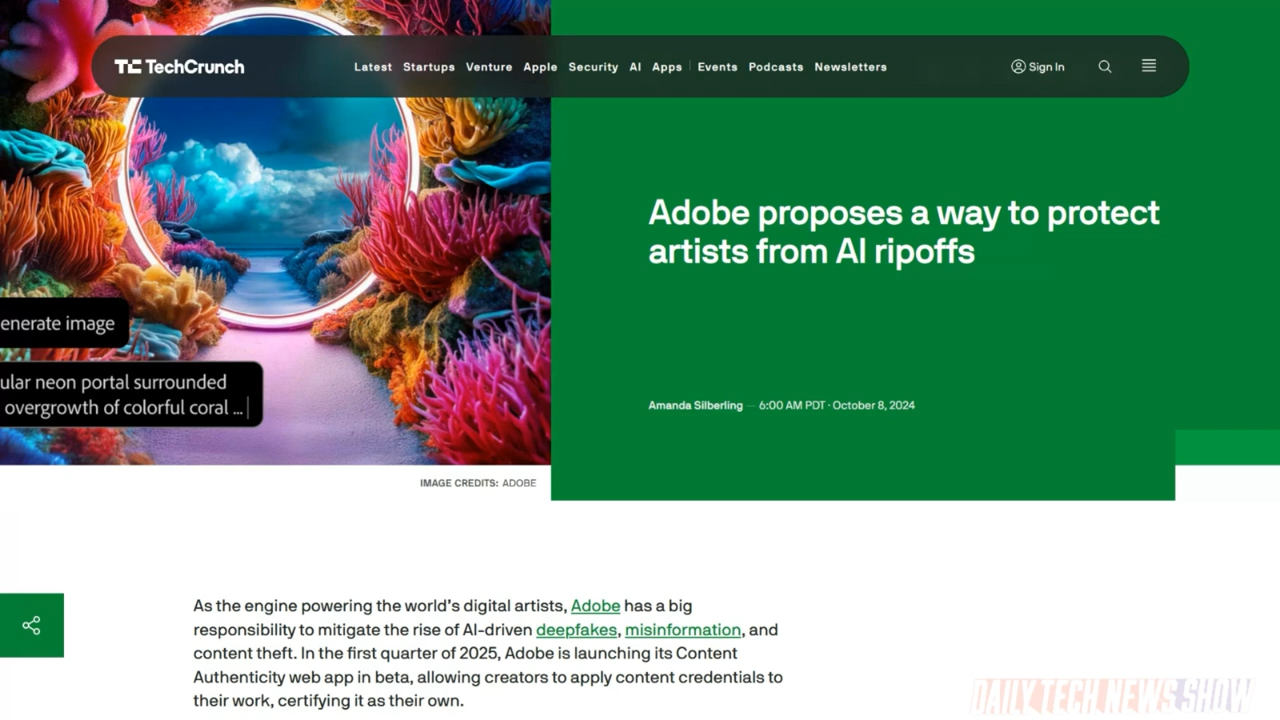 TechCrunch
Latest Startups Venture Apple Security AI Apps Events Podcasts Newsletters
Sign In
enerate image
ular neon portal surrounded
overgrowth of colorful coral ...
Adobe proposes a way to protect
artists from AI ripoffs
Amanda Silberling — 6:00 AM PDT · October 8, 2024
IMAGE CREDITS: ADOBE
As the engine powering the world's digital artists, Adobe has a big
responsibility to mitigate the rise of AI-driven deepfakes, misinformation, and
content theft. In the first quarter of 2025, Adobe is launching its Content
Authenticity web app in beta, allowing creators to apply content credentials to
their work, certifying it as their own.
DAILY TECH NEWS SHOW